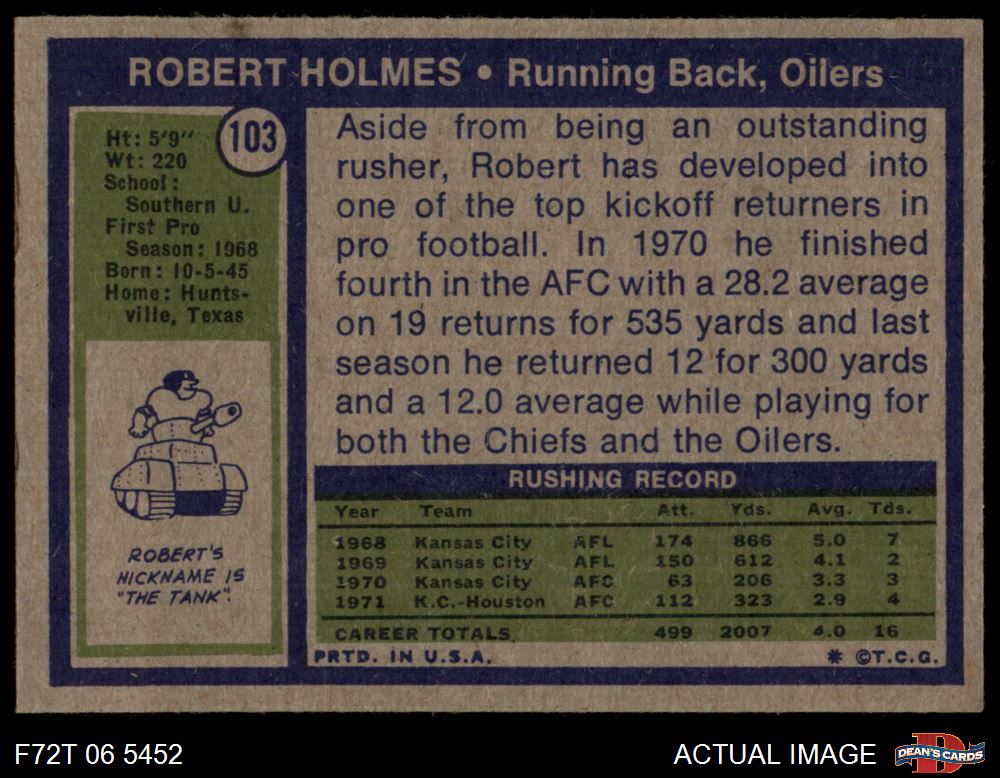 ROBERT HOLMES • Running Back, Oilers
103
Ht: 5'9"
Wt: 220
School:
Southern U.
First Pro
Season: 1968
Born: 10-5-45
Home: Hunts-
ville, Texas
ROBERT'S
NICKNAME IS
"THE TANK".
Aside from being an outstanding
rusher, Robert has developed into
one of the top kickoff returners in
pro football. In 1970 he finished
fourth in the AFC with a 28.2 average
on 19 returns for 535 yards and last
season he returned 12 for 300 yards
and a 12.0 average while playing for
both the Chiefs and the Oilers.
RUSHING RECORD
Year Team Att. Yds. Avg. Tds.
1968 Kansas City AFL 174 866 5.0 7
1969 Kansas City AFL 150 612 4.1 2
1970 Kansas City AFC 63 206 3.3 3
1971 K.C.-Houston AFC 112 323 2.9 4
CAREER TOTALS 499 2007 4.0 16
PRTD. IN U.S.A. * ©T.C.G.
F72T 06 5452
ACTUAL IMAGE
D
DEAN'S CARDS